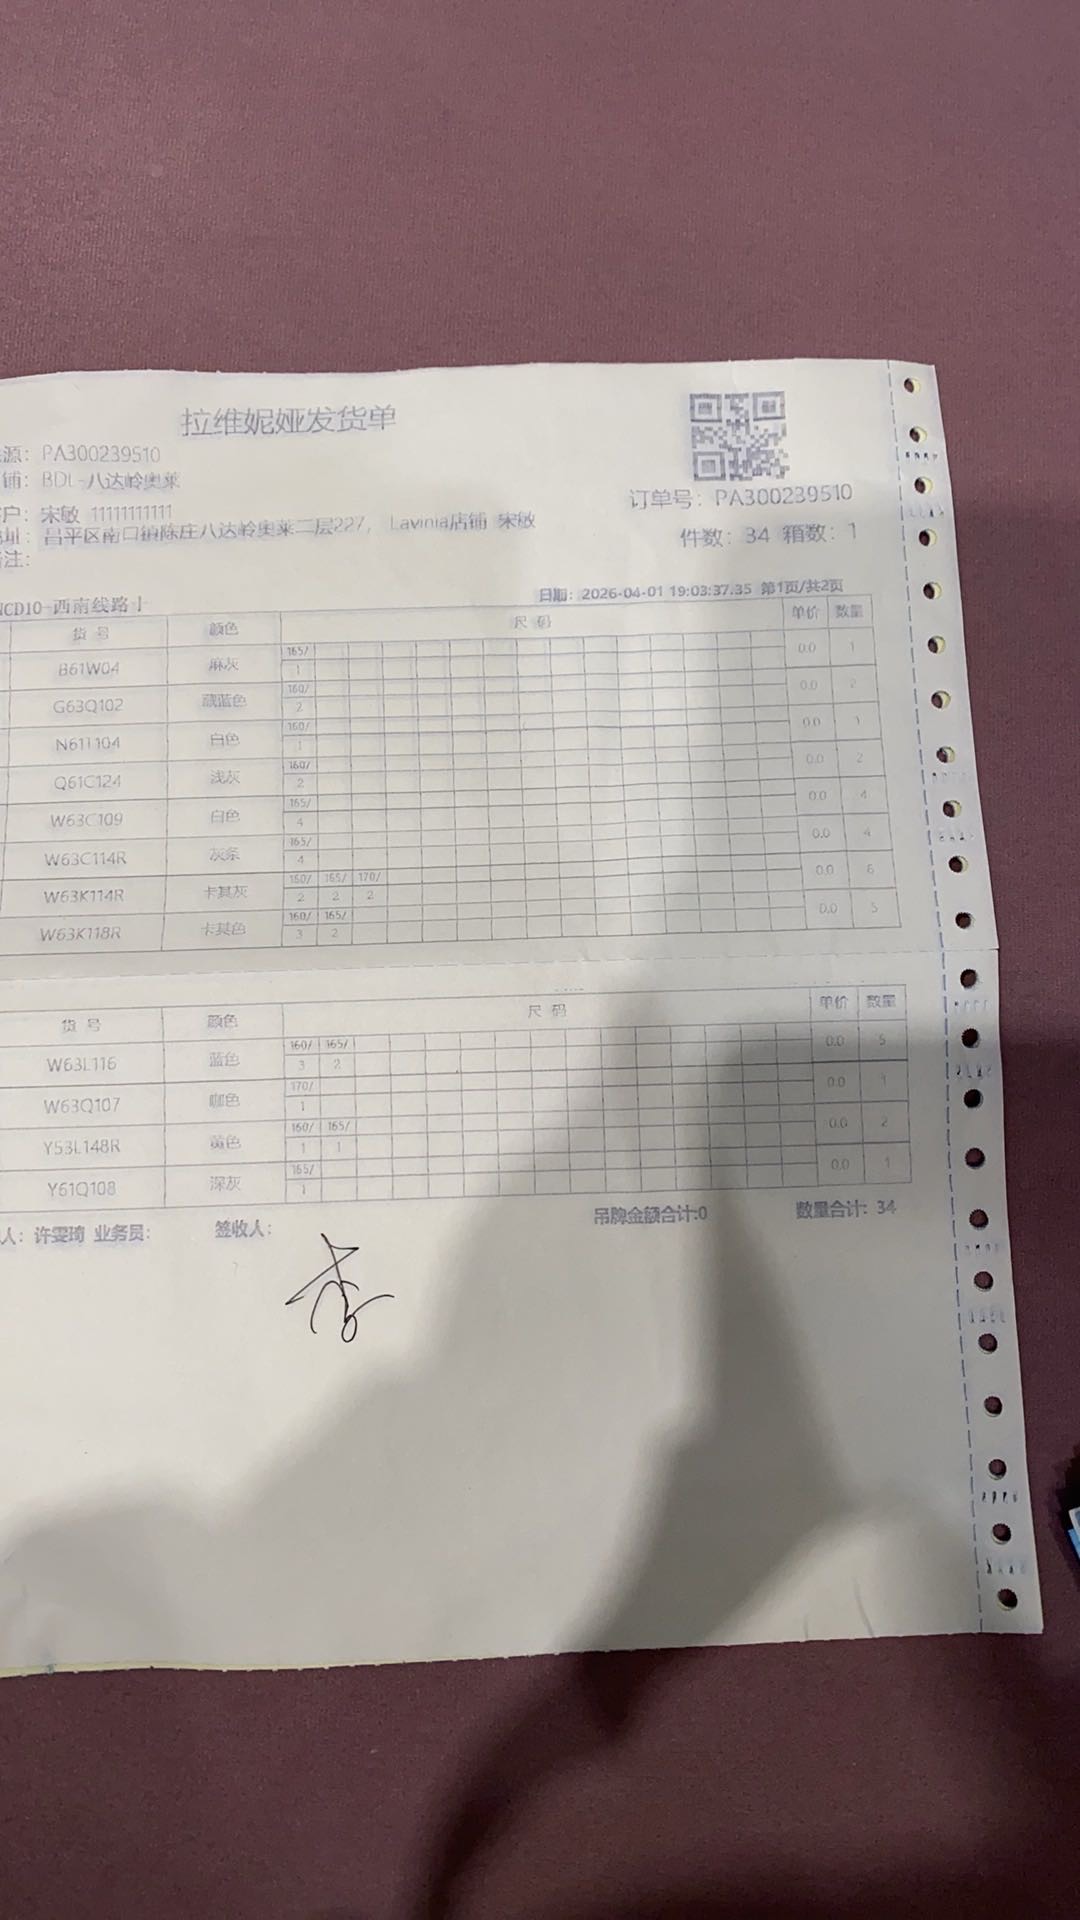 拉维妮娅发货单
源: PA300239510
铺: BDL-八达岭奥莱
户: 宋敏 11111111111
址: 昌平区南口镇陈庄八达岭奥莱二层227, Lavinia店铺 宋敏
注:
订单号: PA300239510
件数: 34 箱数: 1
CD10-西南线路
日期: 2026-04-01 19:03:37.35 第1页/共2页
货号 颜色 尺码 单价 数量
B61W04 麻灰 165/ 1 0.0 1
G63Q102 藏蓝色 160/ 2 0.0 2
N61L104 白色 160/ 1 0.0 1
Q61C124 浅灰 160/ 2 0.0 2
W63C109 白色 165/ 4 0.0 4
W63C114R 灰条 165/ 4 0.0 4
W63K114R 卡其灰 160/ 165/ 170/ 2 2 2 0.0 6
W63K118R 卡其色 160/ 165/ 3 2 0.0 5
货号 颜色 尺码 单价 数量
W63L116 蓝色 160/ 165/ 3 2 0.0 5
W63Q107 咖色 170/ 1 0.0 1
Y53L148R 黄色 160/ 165/ 1 1 0.0 2
Y61Q108 深灰 165/ 1 0.0 1
人: 许雯琦 业务员: 签收人: 吊牌金额合计:0 数量合计: 34